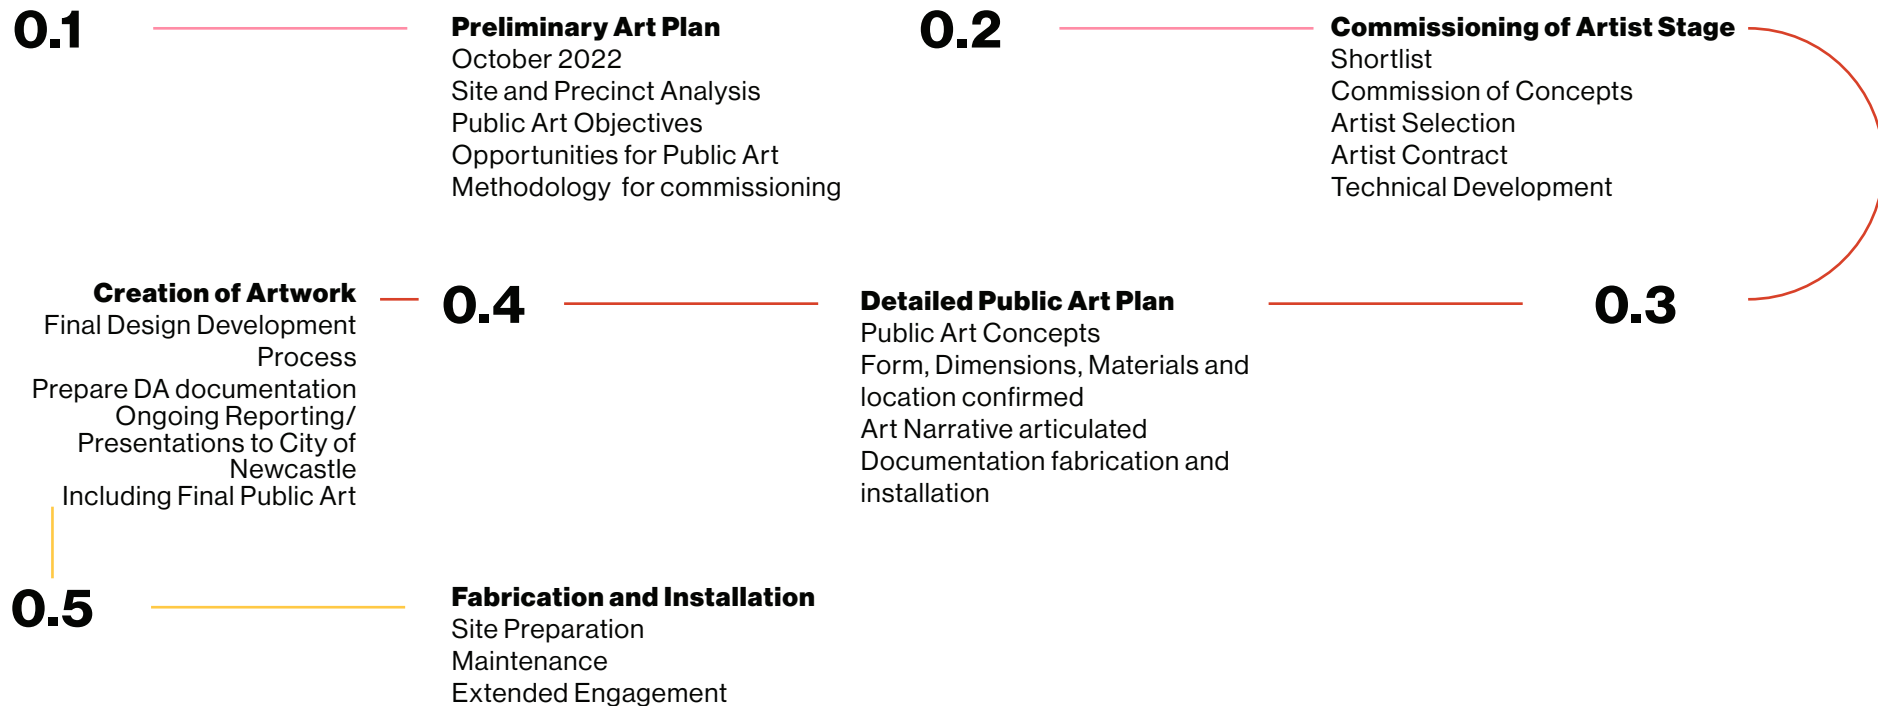 0.1
Preliminary Art Plan
October 2022
Site and Precinct Analysis
Public Art Objectives
Opportunities for Public Art
Methodology  for commissioning
0.2
Commissioning of Artist Stage
Shortlist
Commission of Concepts
Artist Selection
Artist Contract
Technical Development
0.3
Detailed Public Art Plan
Public Art Concepts
Form, Dimensions, Materials and
location confirmed
Art Narrative articulated
Documentation fabrication and
installation
0.4
Creation of Artwork
Final Design Development
Process
Prepare DA documentation
Ongoing Reporting/
Presentations to City of
Newcastle
Including Final Public Art
0.5
Fabrication and Installation
Site Preparation
Maintenance
Extended Engagement